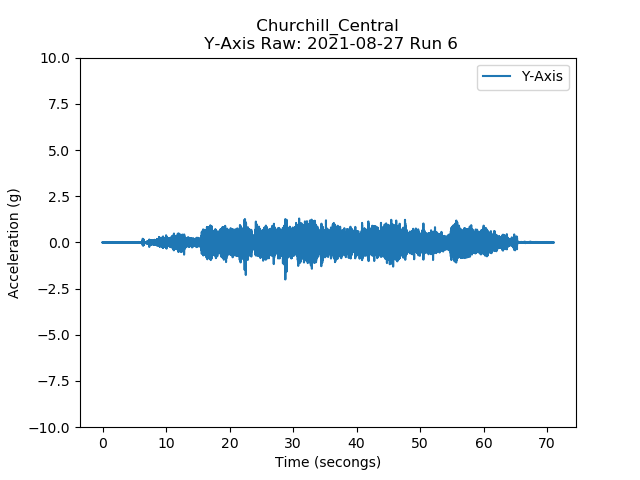 Churchill_Central
Y-Axis Raw: 2021-08-27 Run 6
Y-Axis
Acceleration (g)
10.0
7.5
5.0
2.5
0.0
−2.5
−5.0
−7.5
−10.0
0 10 20 30 40 50 60 70
Time (secongs)